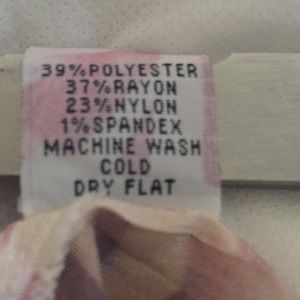 39%POLYESTER
37%RAYON
23%NYLON
1%SPANDEX
MACHINE WASH
COLD
DRY FLAT